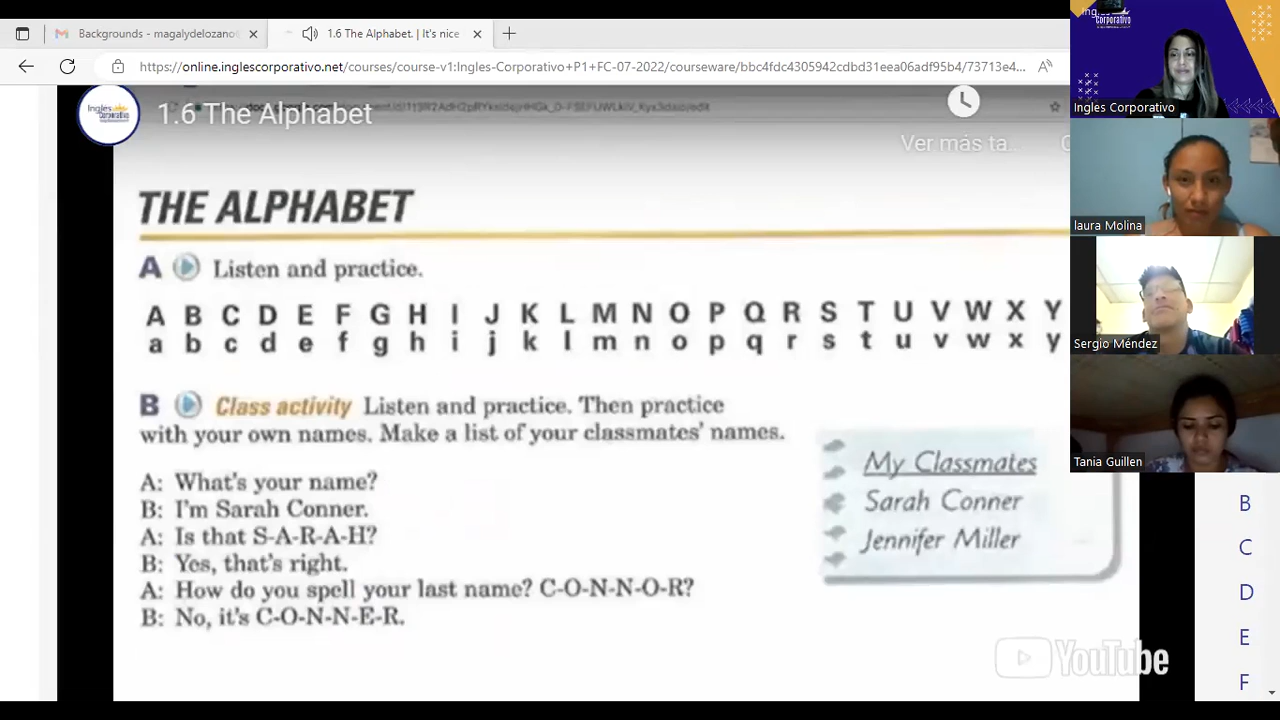 Backgrounds - magalydelozano
1.6 The Alphabet. | It's nice
https://online.inglescorporativo.net/courses/course-v1:Ingles-Corporativo+P1+FC-07-2022/courseware/bbc4fdc4305942cdbd31eea06adf95b4/73713e4...
1.6 The Alphabet
Ver más ta...
THE ALPHABET
A Listen and practice.
A B C D E F G H I J K L M N O P Q R S T U V W X Y
a b c d e f g h i j k l m n o p q r s t u v w x y
B Class activity Listen and practice. Then practice
with your own names. Make a list of your classmates' names.
A: What's your name?
B: I'm Sarah Conner.
A: Is that S-A-R-A-H?
B: Yes, that's right.
A: How do you spell your last name? C-O-N-N-O-R?
B: No, it's C-O-N-N-E-R.
My Classmates
Sarah Conner
Jennifer Miller
YouTube
Ingles Corporativo
laura Molina
Sergio Méndez
Tania Guillen
B
C
D
E
F